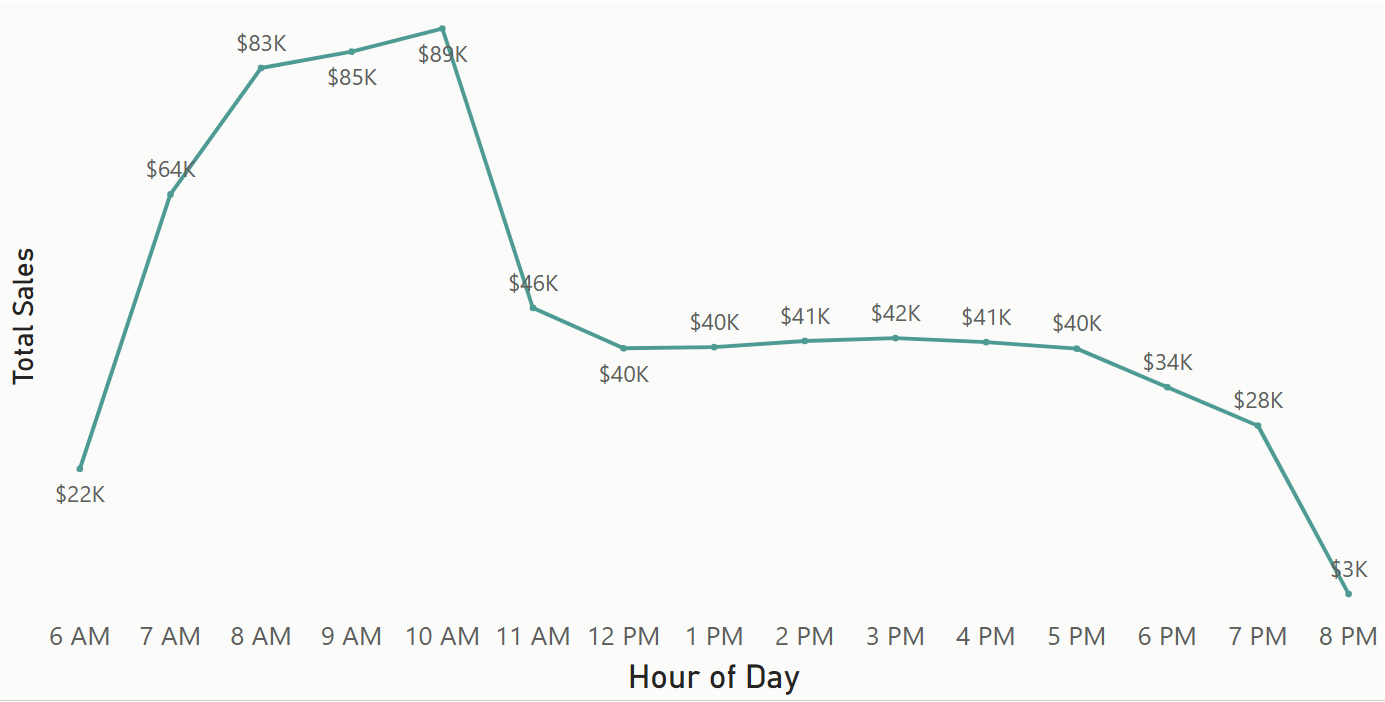 $83K
$89K
$85K
$64K
$46K
$40K
$41K
$42K
$41K
$40K
$40K
$34K
$28K
$22K
$3K
Total Sales
6 AM 7 AM 8 AM 9 AM 10 AM 11 AM 12 PM 1 PM 2 PM 3 PM 4 PM 5 PM 6 PM 7 PM 8 PM
Hour of Day